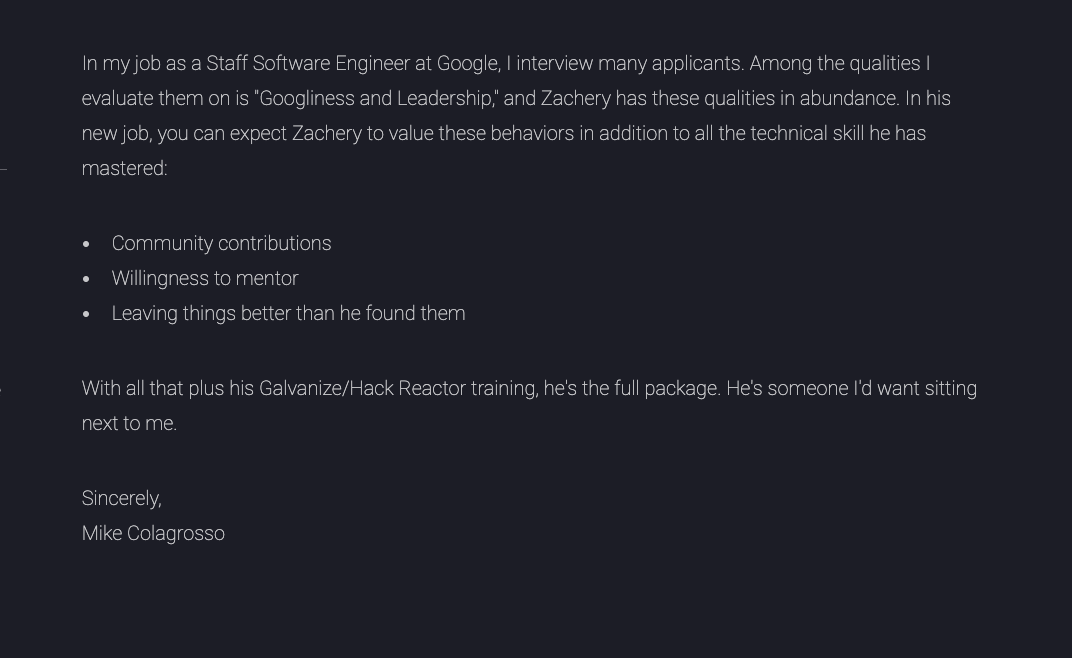 In my job as a Staff Software Engineer at Google, I interview many applicants. Among the qualities I
evaluate them on is "Googliness and Leadership," and Zachery has these qualities in abundance. In his
new job, you can expect Zachery to value these behaviors in addition to all the technical skill he has
mastered:
• Community contributions
• Willingness to mentor
• Leaving things better than he found them
With all that plus his Galvanize/Hack Reactor training, he's the full package. He's someone I'd want sitting
next to me.
Sincerely,
Mike Colagrosso